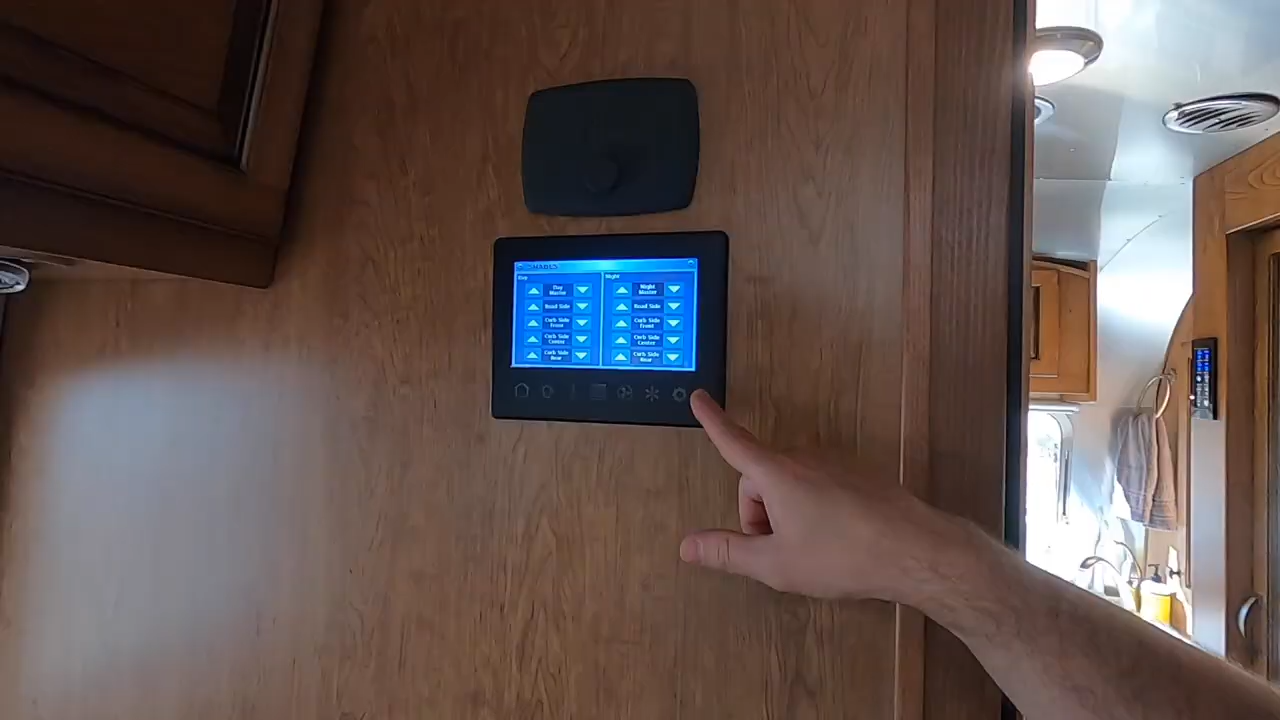 SHADES
Day
Night
Day
Master
Night
Master
Road Side
Road Side
Curb Side
Front
Curb Side
Front
Curb Side
Center
Curb Side
Center
Curb Side
Rear
Curb Side
Rear